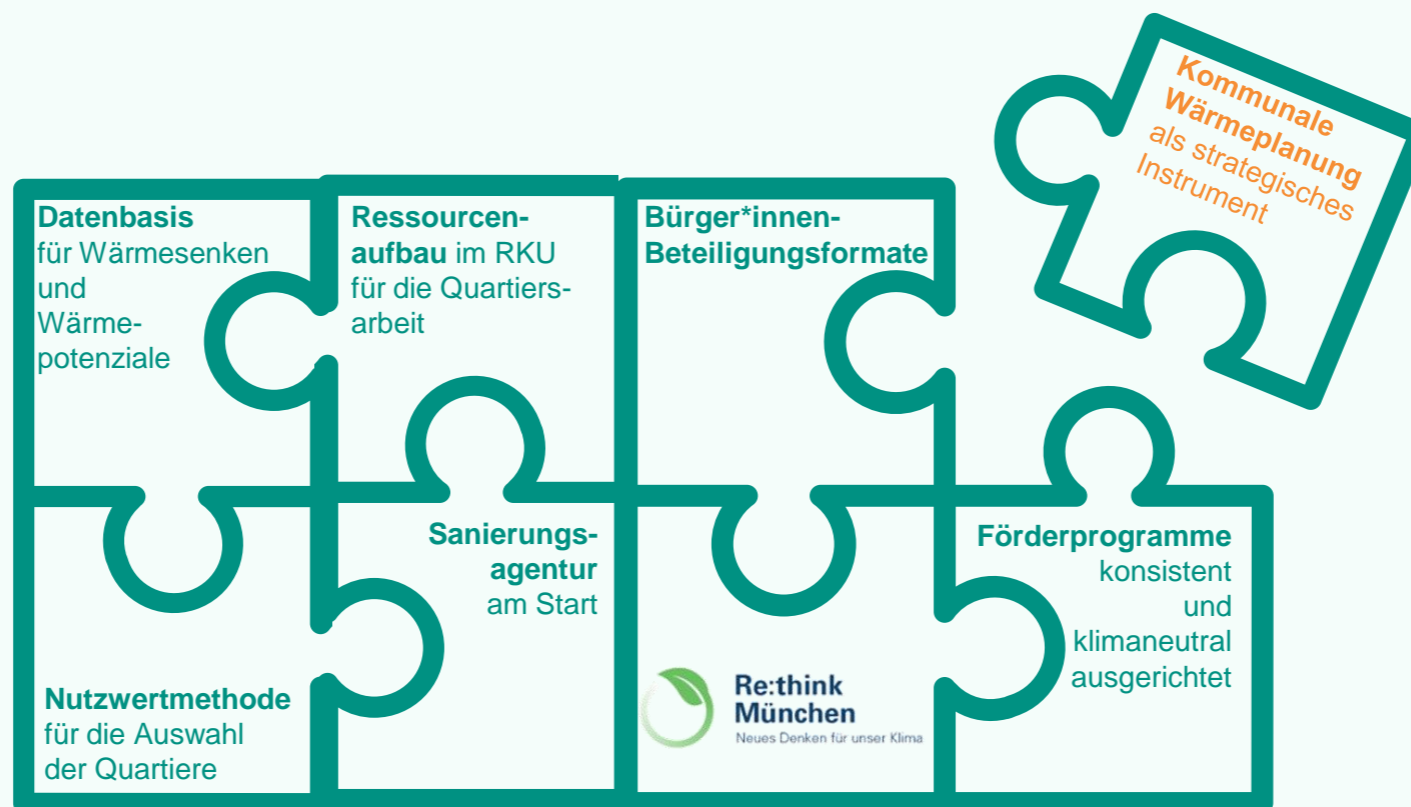 Datenbasis
für Wärmesenken
und
Wärme-
potenziale
Ressourcen-
aufbau im RKU
für die Quartiers-
arbeit
Bürger*innen-
Beteiligungsformate
Kommunale
Wärmeplanung
als strategisches
Instrument
Nutzwertmethode
für die Auswahl
der Quartiere
Sanierungs-
agentur
am Start
Re:think
München
Neues Denken für unser Klima
Förderprogramme
konsistent
und
klimaneutral
ausgerichtet